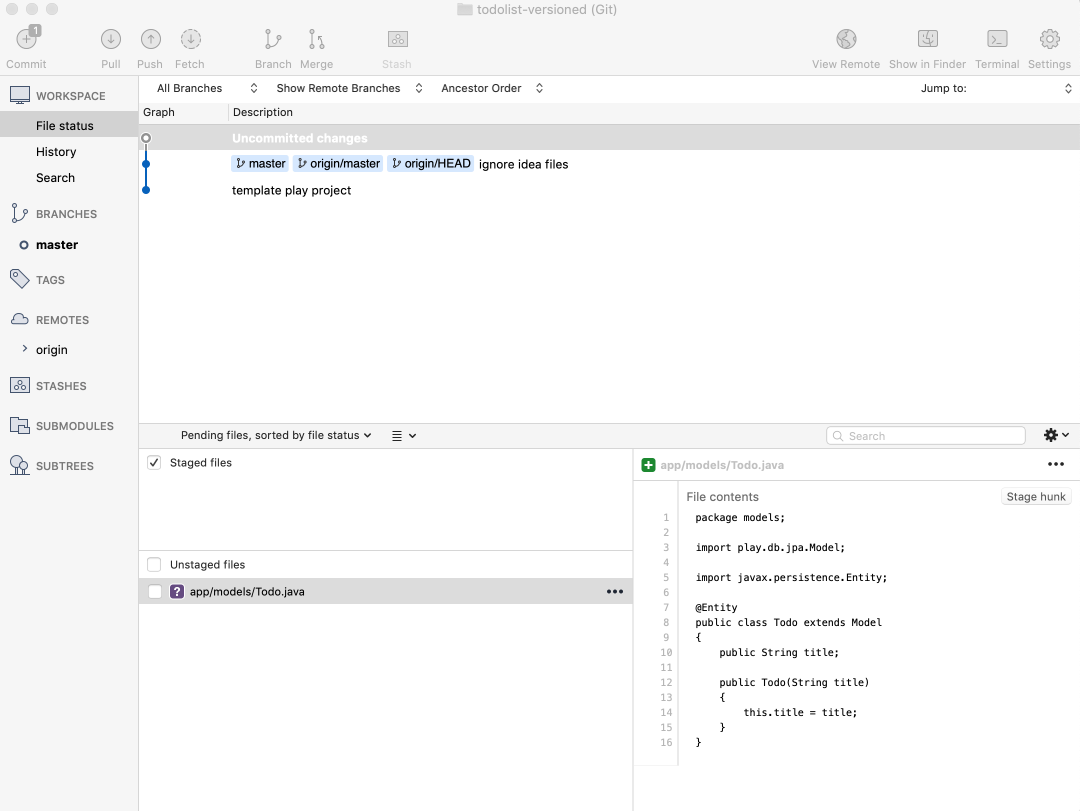 todolist-versioned (Git)
1
Commit Pull Push Fetch Branch Merge Stash View Remote Show in Finder Terminal Settings
WORKSPACE
File status
History
Search
BRANCHES
master
TAGS
REMOTES
origin
STASHES
SUBMODULES
SUBTREES
All Branches Show Remote Branches Ancestor Order Jump to:
Graph Description
Uncommitted changes
master origin/master origin/HEAD ignore idea files
template play project
Pending files, sorted by file status Search
Staged files
Unstaged files
? app/models/Todo.java
app/models/Todo.java
File contents Stage hunk
1 package models;
2
3 import play.db.jpa.Model;
4
5 import javax.persistence.Entity;
6
7 @Entity
8 public class Todo extends Model
9 {
10 public String title;
11
12 public Todo(String title)
13 {
14 this.title = title;
15 }
16 }